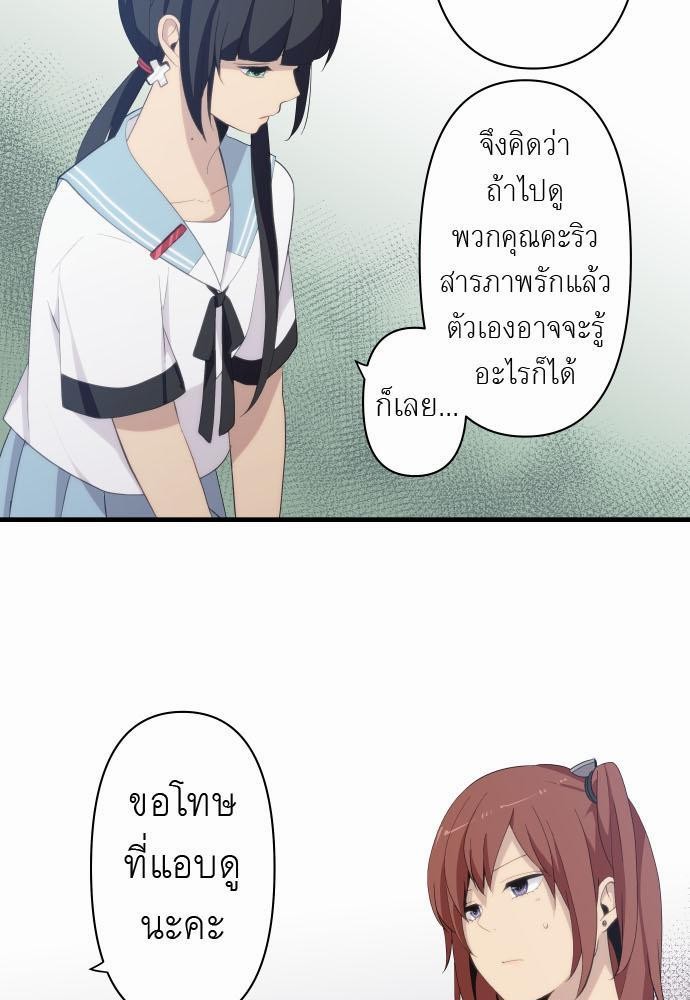 จึงคิดว่า
ถ้าไปดู
พวกคุณคะริว
สารภาพรักแล้ว
ตัวเองอาจจะรู้
อะไรก็ได้
ก็เลย...
ขอโทษ
ที่แอบดู
นะคะ